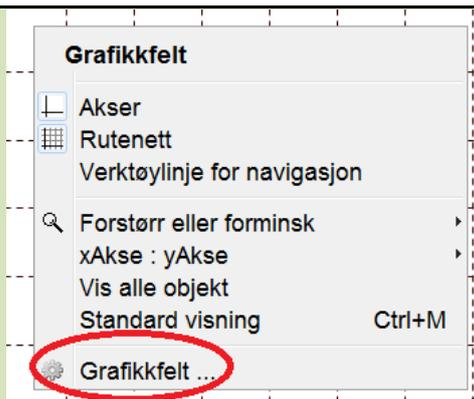 Grafikkfelt
Akser
Rutenett
Verktøylinje for navigasjon
Forstørr eller forminsk
xAkse : yAkse
Vis alle objekt
Standard visning Ctrl+M
Grafikkfelt ...